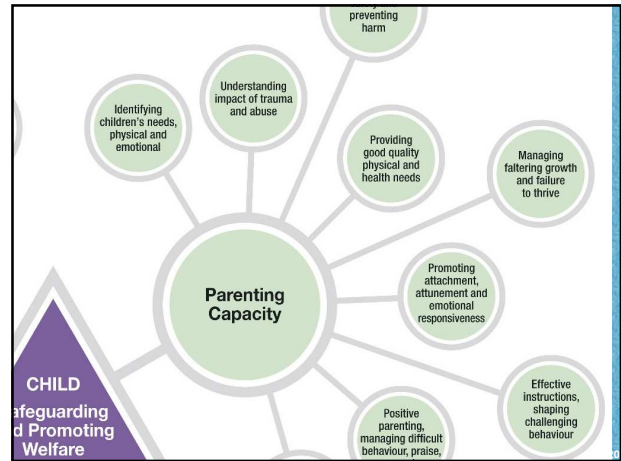 preventing
harm
Understanding
impact of trauma
and abuse
Identifying
children's needs,
physical and
emotional
Providing
good quality
physical and
health needs
Managing
faltering growth
and failure
to thrive
Promoting
attachment,
attunement and
emotional
responsiveness
Parenting
Capacity
Effective
instructions,
shaping
challenging
behaviour
Positive
parenting,
managing difficult
behaviour, praise,
CHILD
afeguarding
d Promoting
Welfare